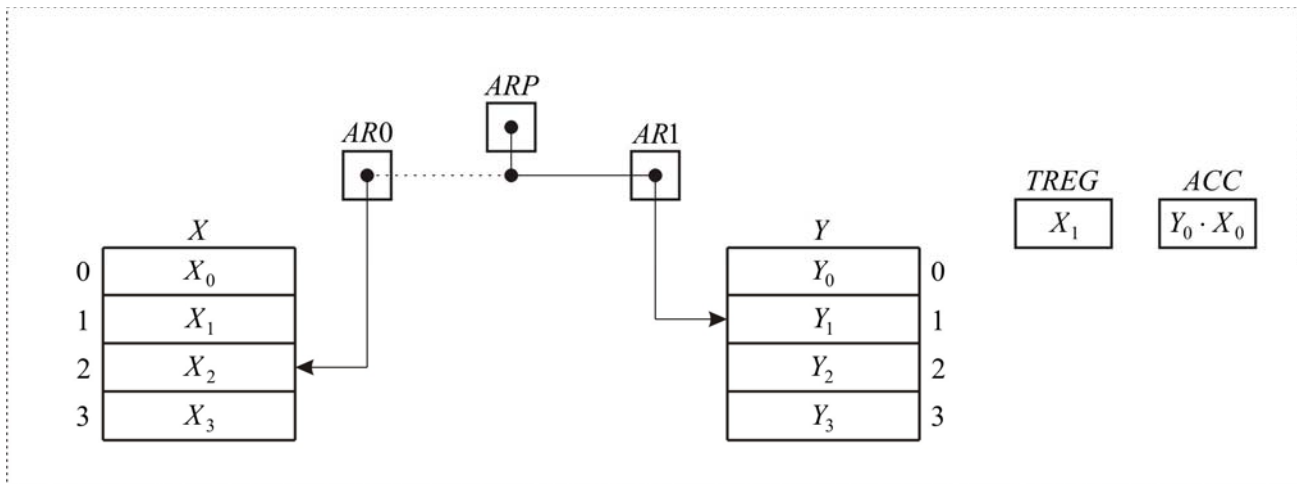 ARP
AR0 AR1
TREG ACC
X₁ Y₀ · X₀
X Y
0 X₀ Y₀ 0
1 X₁ Y₁ 1
2 X₂ Y₂ 2
3 X₃ Y₃ 3